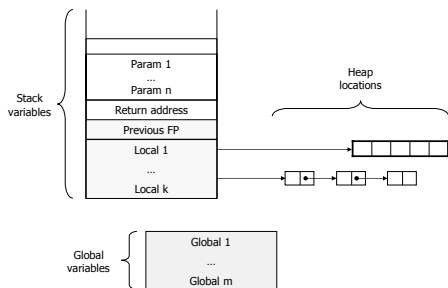 Stack
variables
Param 1
...
Param n
Return address
Previous FP
Local 1
...
Local k
Heap
locations
Global
variables
Global 1
...
Global m